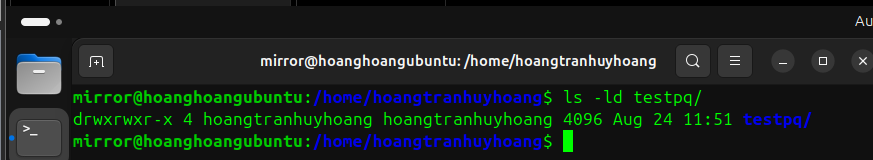 Au
mirror@hoanghoangubuntu: /home/hoangtranhuyhoang
mirror@hoanghoangubuntu:/home/hoangtranhuyhoang$ ls -ld testpq/
drwxrwxr-x 4 hoangtranhuyhoang hoangtranhuyhoang 4096 Aug 24 11:51 testpq/
mirror@hoanghoangubuntu:/home/hoangtranhuyhoang$